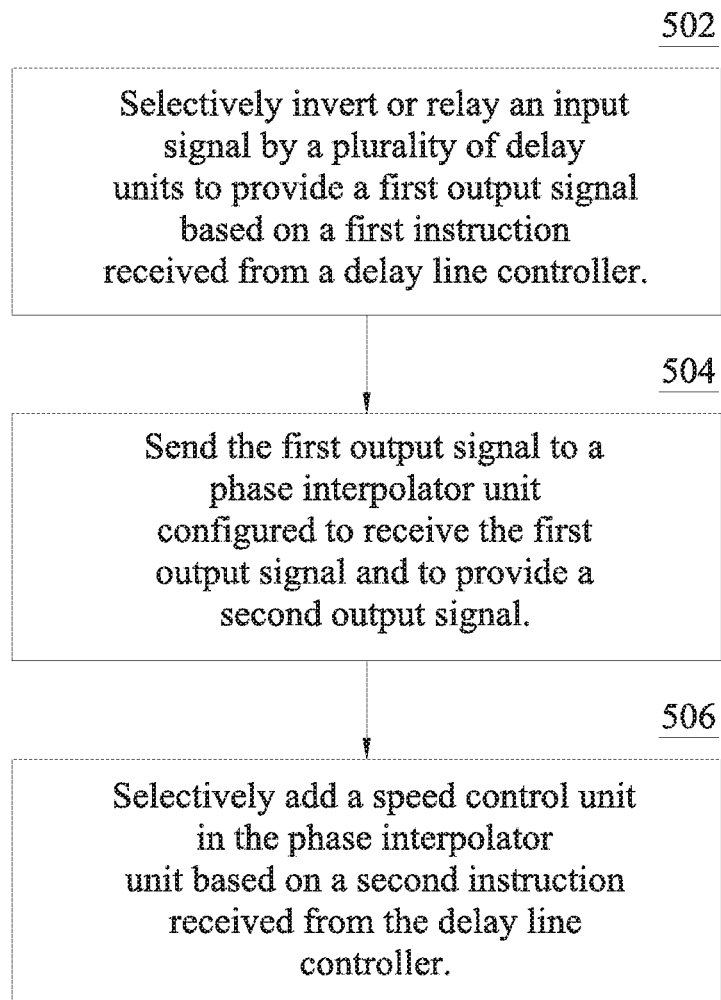 502
Selectively invert or relay an input
signal by a plurality of delay
units to provide a first output signal
based on a first instruction
received from a delay line controller.
504
Send the first output signal to a
phase interpolator unit
configured to receive the first
output signal and to provide a
second output signal.
506
Selectively add a speed control unit
in the phase interpolator
unit based on a second instruction
received from the delay line
controller.